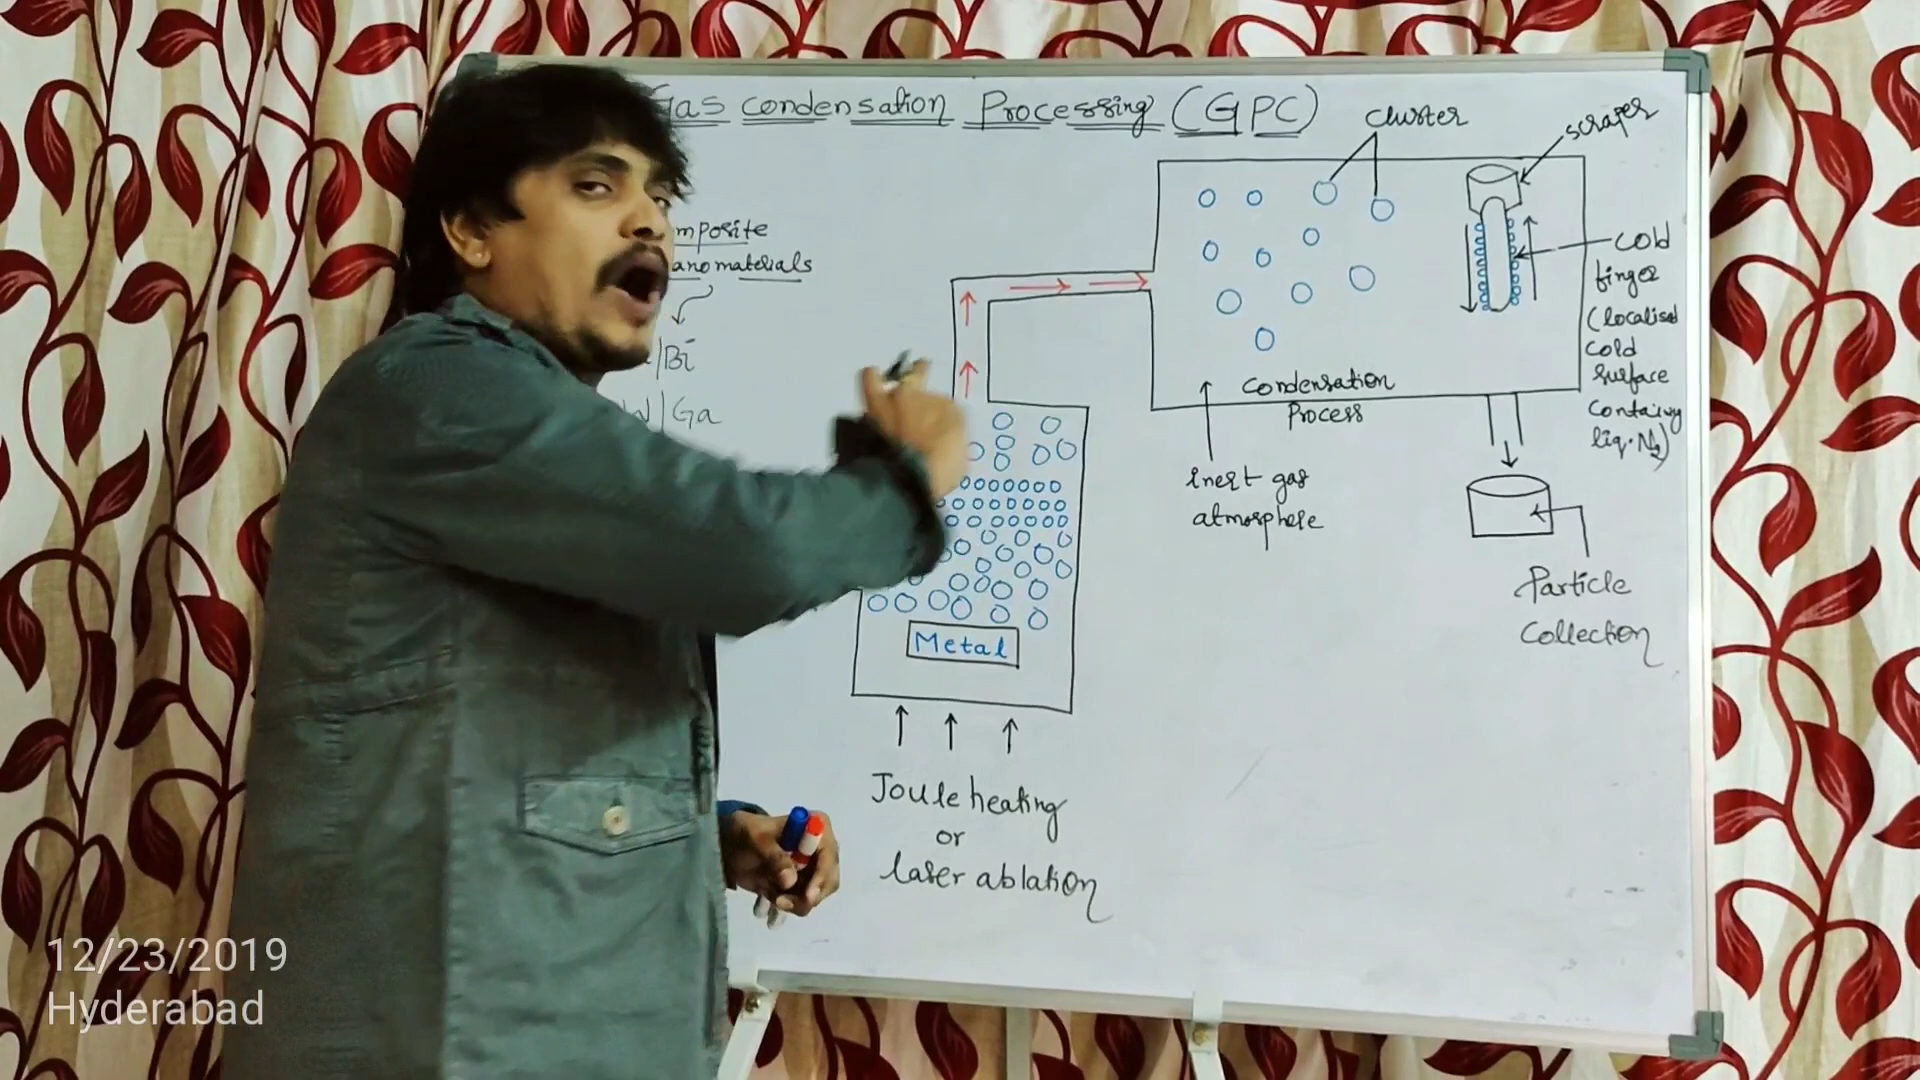 Gas condensation Processing (GPC)
cluster
scraper
mposite
anomaterials
/Bi
W/Ga
cold
finger
(localised
cold
surface
containing
liq. N2)
condensation
Process
inert gas
atmosphere
Particle
collection
Metal
Joule heating
or
laser ablation
12/23/2019
Hyderabad